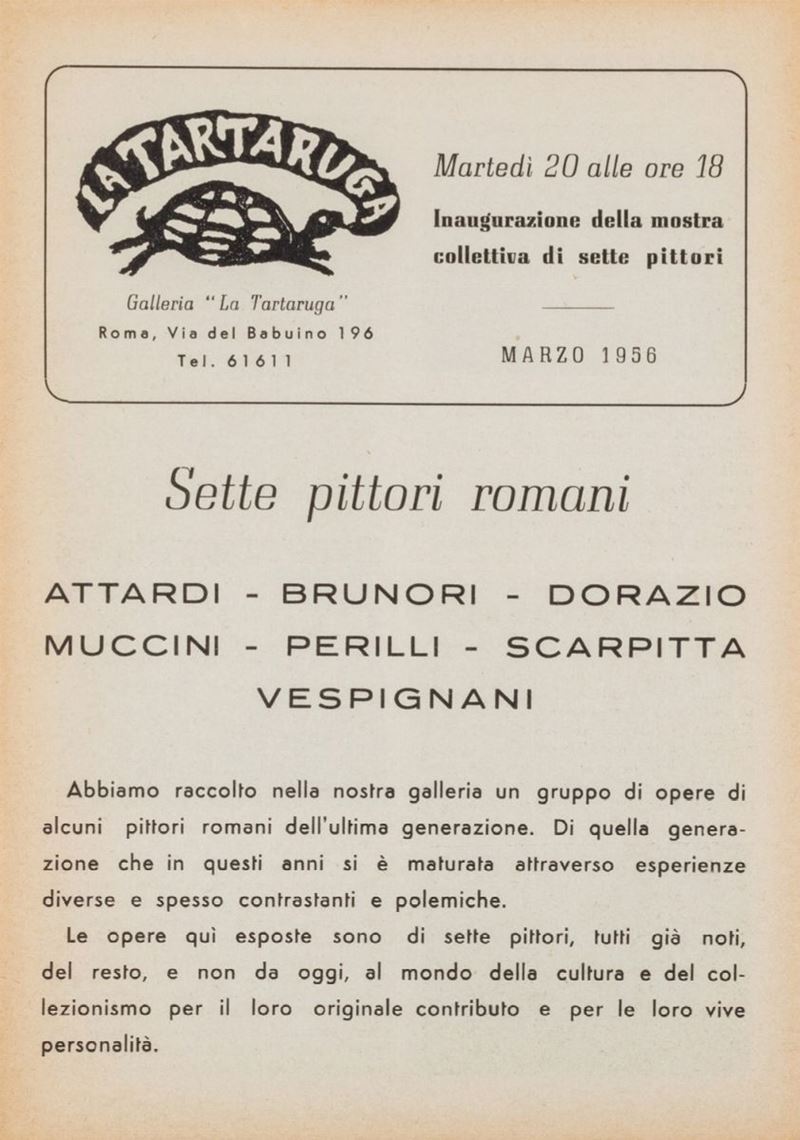 LA TARTARUGA
Galleria "La Tartaruga"
Roma, Via del Babuino 196
Tel. 61611
Martedì 20 alle ore 18
Inaugurazione della mostra
collettiva di sette pittori
MARZO 1956
Sette pittori romani
ATTARDI - BRUNORI - DORAZIO
MUCCINI - PERILLI - SCARPITTA
VESPIGNANI
Abbiamo raccolto nella nostra galleria un gruppo di opere di
alcuni pittori romani dell'ultima generazione. Di quella genera-
zione che in questi anni si è maturata attraverso esperienze
diverse e spesso contrastanti e polemiche.
Le opere quì esposte sono di sette pittori, tutti già noti,
del resto, e non da oggi, al mondo della cultura e del col-
lezionismo per il loro originale contributo e per le loro vive
personalità.